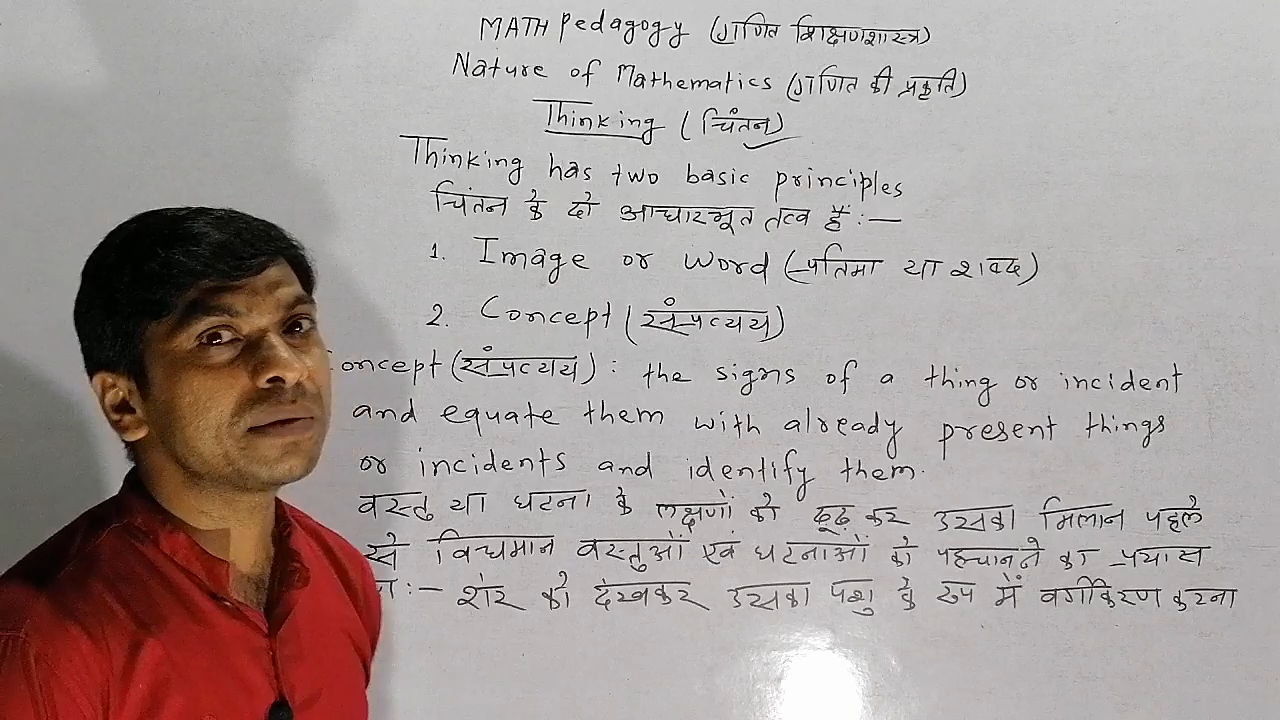 MATH Pedagogy (गणित शिक्षणशास्त्र)
Nature of Mathematics (गणित की प्रकृति)
Thinking (चिंतन)
Thinking has two basic principles
चिंतन के दो आधारभूत तत्व हैं :—
1. Image or Word (प्रतिमा या शब्द)
2. Concept (संप्रत्यय)
oncept (संप्रत्यय) : the signs of a thing or incident
and equate them with already present things
or incidents and identify them.
वस्तु या घटना के लक्षणों को ढूढ़ कर उसका मिलान पहले
से विद्यमान वस्तुओं एवं घटनाओं को पहचानने का प्रयास
:— शेर को देखकर उसका पशु के रूप में वर्गीकरण करना